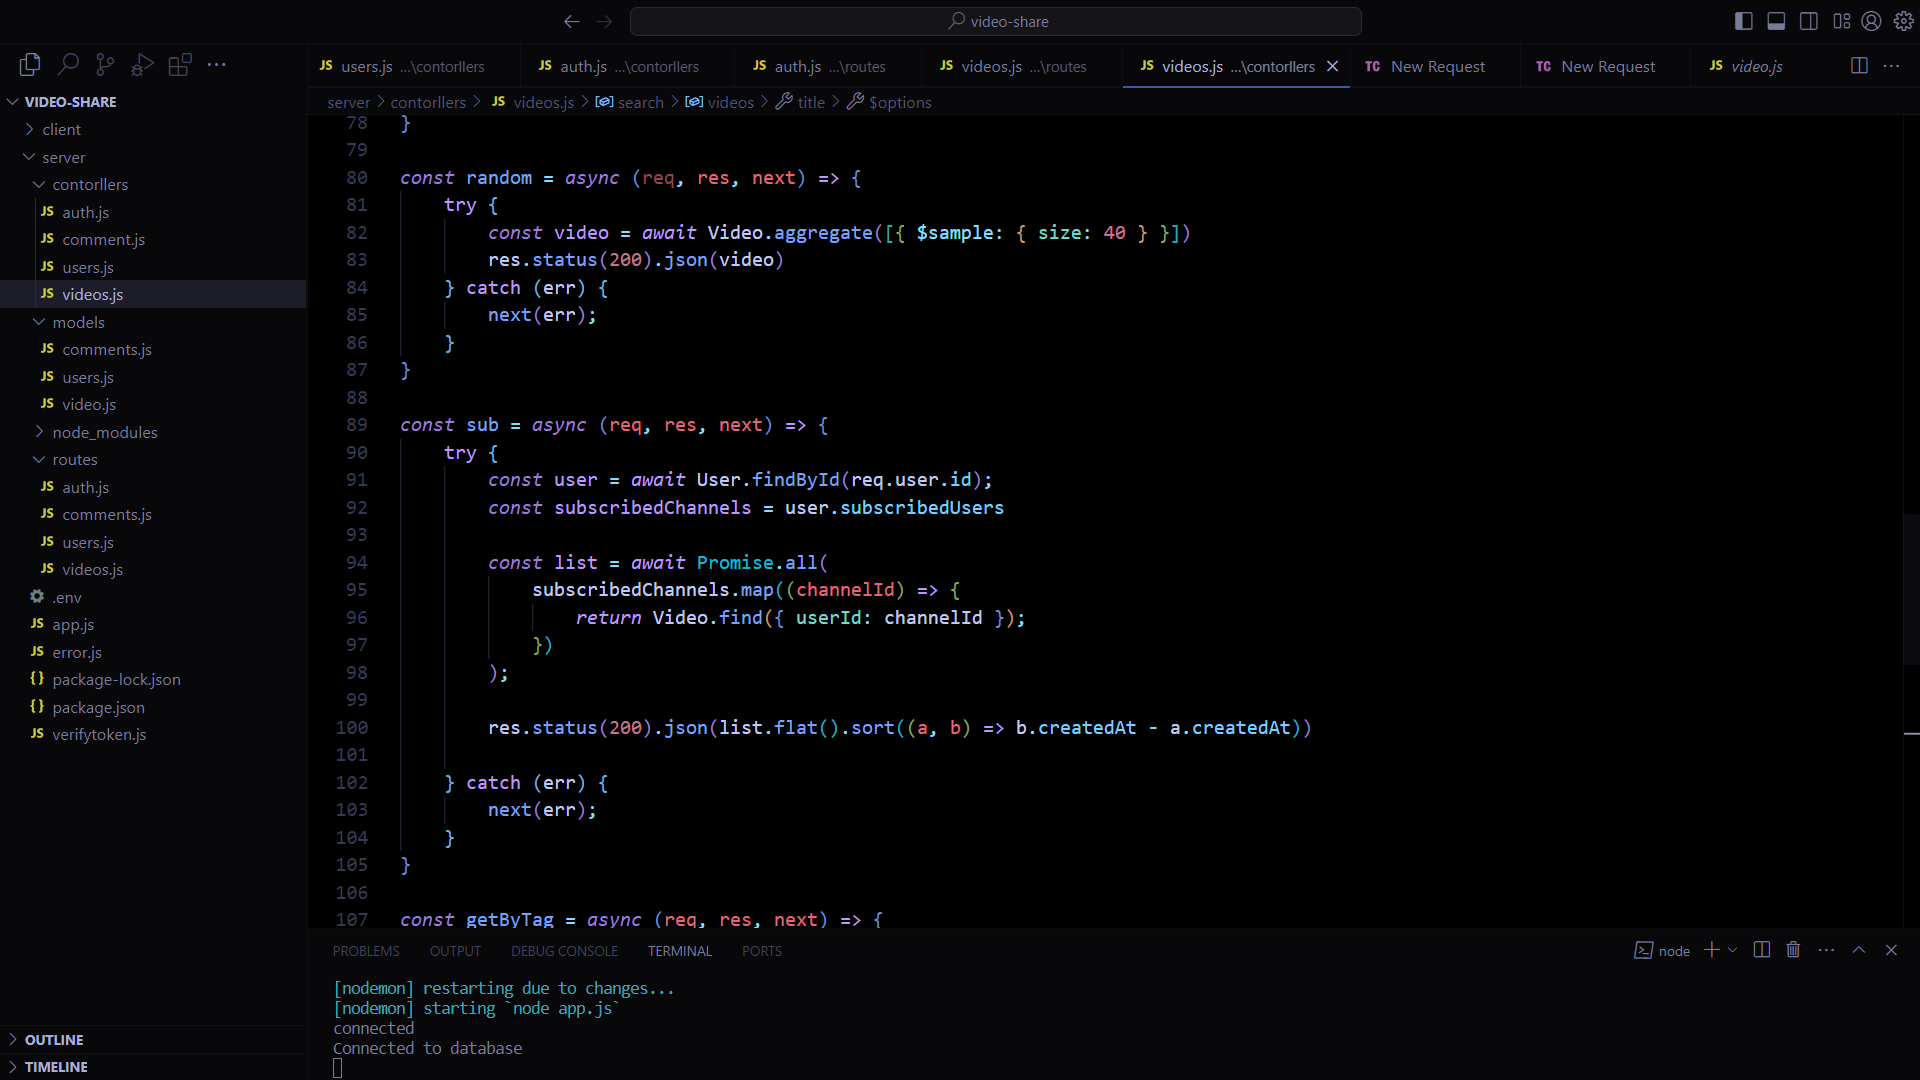 video-share
JS users.js ...\contorllers
JS auth.js ...\contorllers
JS auth.js ...\routes
JS videos.js ...\routes
JS videos.js ...\contorllers
TC New Request
TC New Request
JS video.js
VIDEO-SHARE
client
server
contorllers
JS auth.js
JS comment.js
JS users.js
JS videos.js
models
JS comments.js
JS users.js
JS video.js
node_modules
routes
JS auth.js
JS comments.js
JS users.js
JS videos.js
.env
JS app.js
JS error.js
{} package-lock.json
{} package.json
JS verifytoken.js
OUTLINE
TIMELINE
server > contorllers > JS videos.js > search > videos > title > $options
78 }
79
80 const random = async (req, res, next) => {
81 try {
82 const video = await Video.aggregate([{ $sample: { size: 40 } }])
83 res.status(200).json(video)
84 } catch (err) {
85 next(err);
86 }
87 }
88
89 const sub = async (req, res, next) => {
90 try {
91 const user = await User.findById(req.user.id);
92 const subscribedChannels = user.subscribedUsers
93
94 const list = await Promise.all(
95 subscribedChannels.map((channelId) => {
96 return Video.find({ userId: channelId });
97 })
98 );
99
100 res.status(200).json(list.flat().sort((a, b) => b.createdAt - a.createdAt))
101
102 } catch (err) {
103 next(err);
104 }
105 }
106
107 const getByTag = async (req, res, next) => {
PROBLEMS OUTPUT DEBUG CONSOLE TERMINAL PORTS
node
[nodemon] restarting due to changes...
[nodemon] starting `node app.js`
connected
Connected to database